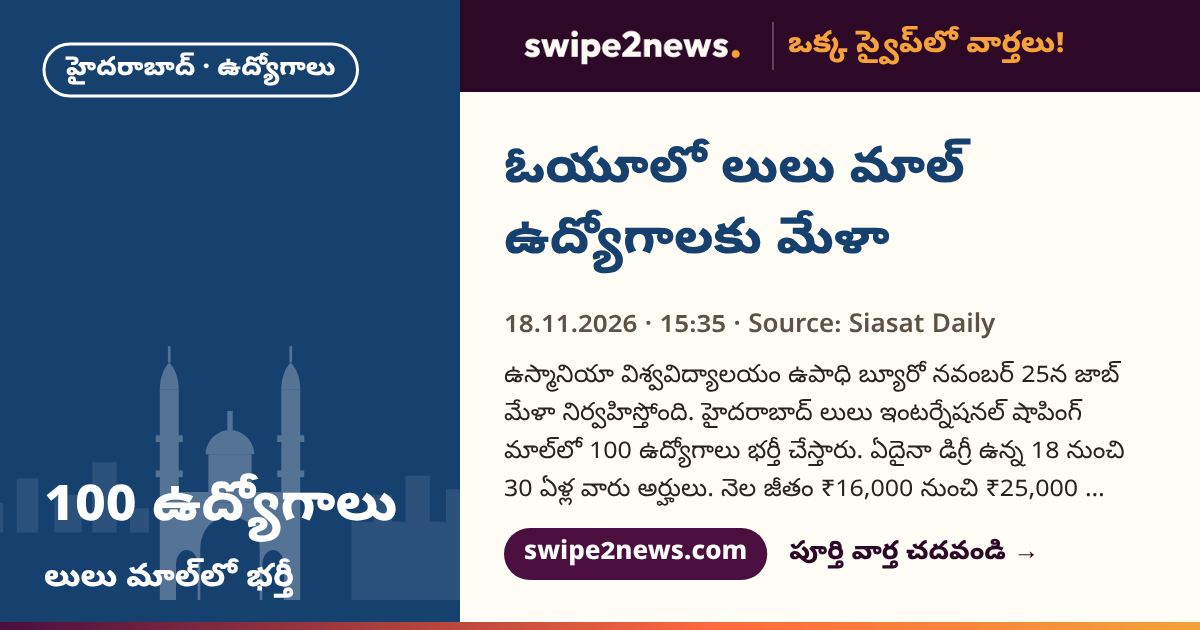 హైదరాబాద్ · ఉద్యోగాలు
100 ఉద్యోగాలు
లులు మాల్‌లో భర్తీ
swipe2news.
ఒక్క స్వైప్‌లో వార్తలు!
ఓయూలో లులు మాల్
ఉద్యోగాలకు మేళా
18.11.2026 · 15:35 · Source: Siasat Daily
ఉస్మానియా విశ్వవిద్యాలయం ఉపాధి బ్యూరో నవంబర్ 25న జాబ్
మేళా నిర్వహిస్తోంది. హైదరాబాద్ లులు ఇంటర్నేషనల్ షాపింగ్
మాల్‌లో 100 ఉద్యోగాలు భర్తీ చేస్తారు. ఏదైనా డిగ్రీ ఉన్న 18 నుంచి
30 ఏళ్ల వారు అర్హులు. నెల జీతం ₹16,000 నుంచి ₹25,000 ...
swipe2news.com
పూర్తి వార్త చదవండి →